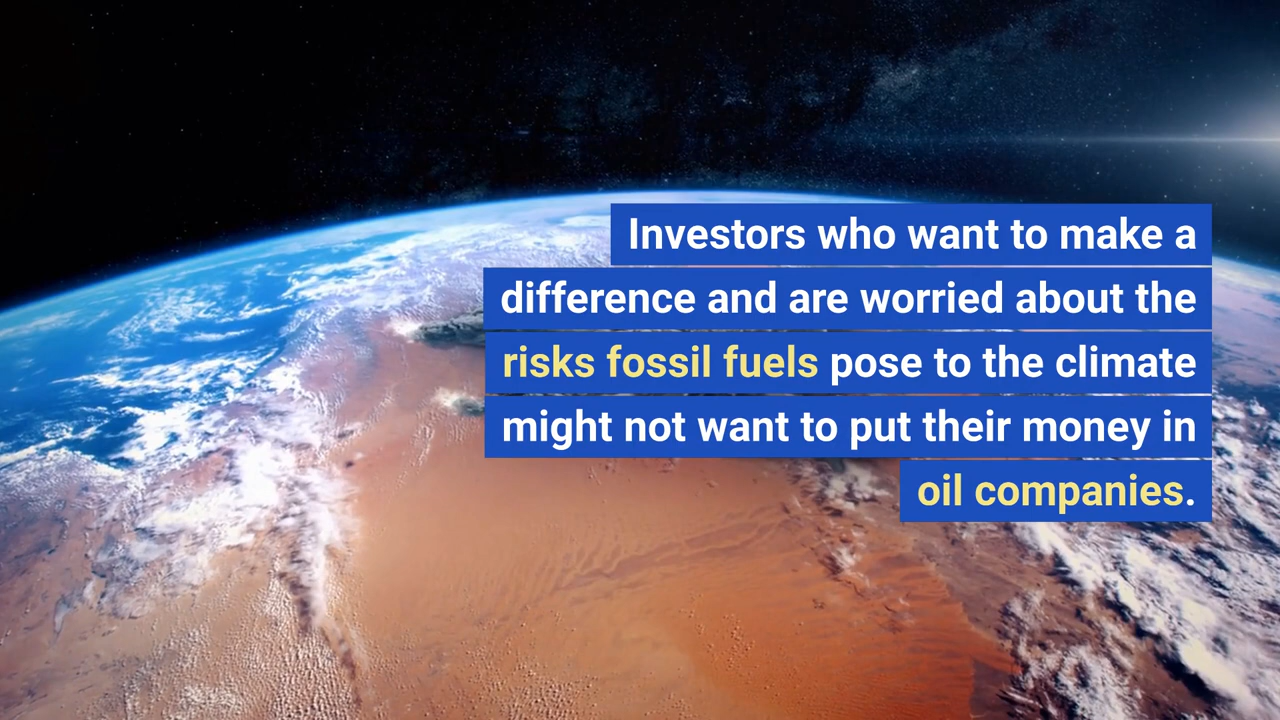 Investors who want to make a
difference and are worried about the
risks fossil fuels pose to the climate
might not want to put their money in
oil companies.